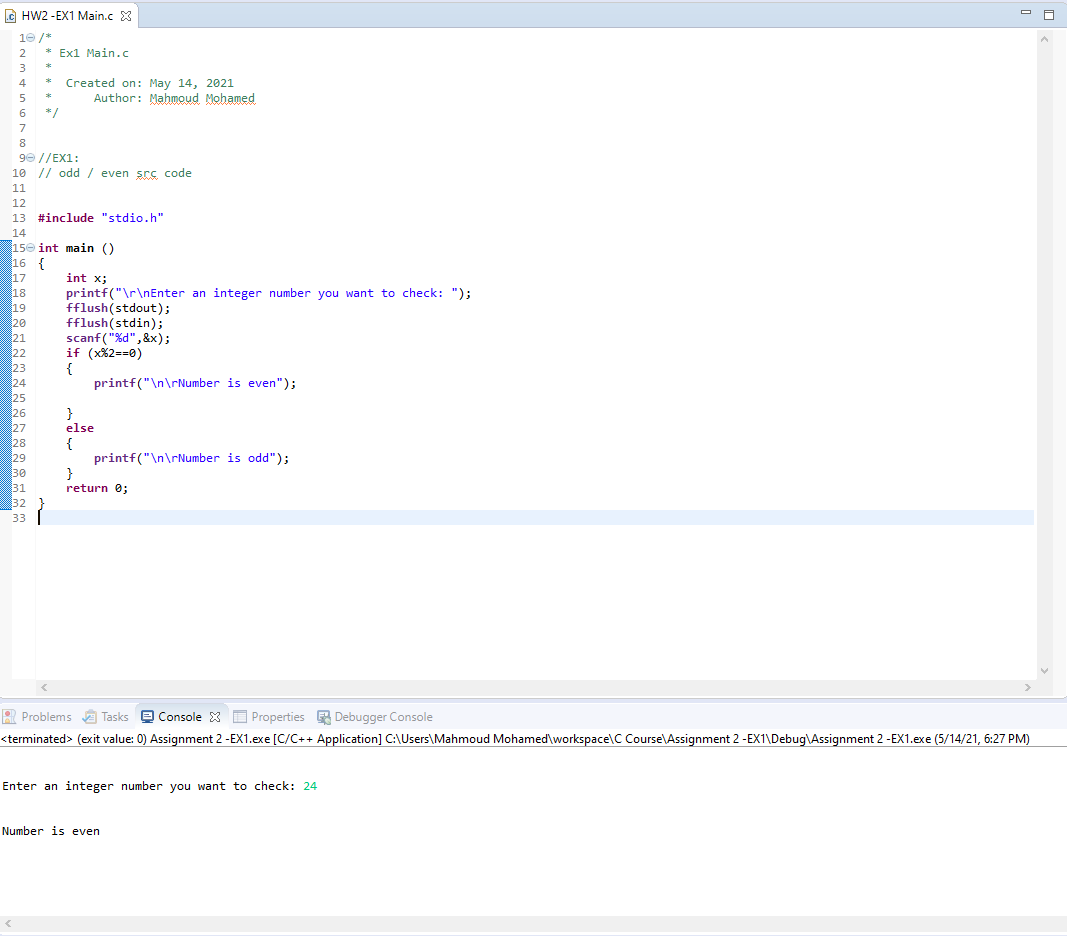 HW2 -EX1 Main.c
1 /*
2  * Ex1 Main.c
3  *
4  *  Created on: May 14, 2021
5  *      Author: Mahmoud Mohamed
6  */
7
8
9 //EX1:
10 // odd / even src code
11
12
13 #include "stdio.h"
14
15 int main ()
16 {
17     int x;
18     printf("\r\nEnter an integer number you want to check: ");
19     fflush(stdout);
20     fflush(stdin);
21     scanf("%d",&x);
22     if (x%2==0)
23     {
24         printf("\n\rNumber is even");
25
26     }
27     else
28     {
29         printf("\n\rNumber is odd");
30     }
31     return 0;
32 }
33
Problems Tasks Console Properties Debugger Console
<terminated> (exit value: 0) Assignment 2 -EX1.exe [C/C++ Application] C:\Users\Mahmoud Mohamed\workspace\C Course\Assignment 2 -EX1\Debug\Assignment 2 -EX1.exe (5/14/21, 6:27 PM)
Enter an integer number you want to check: 24
Number is even